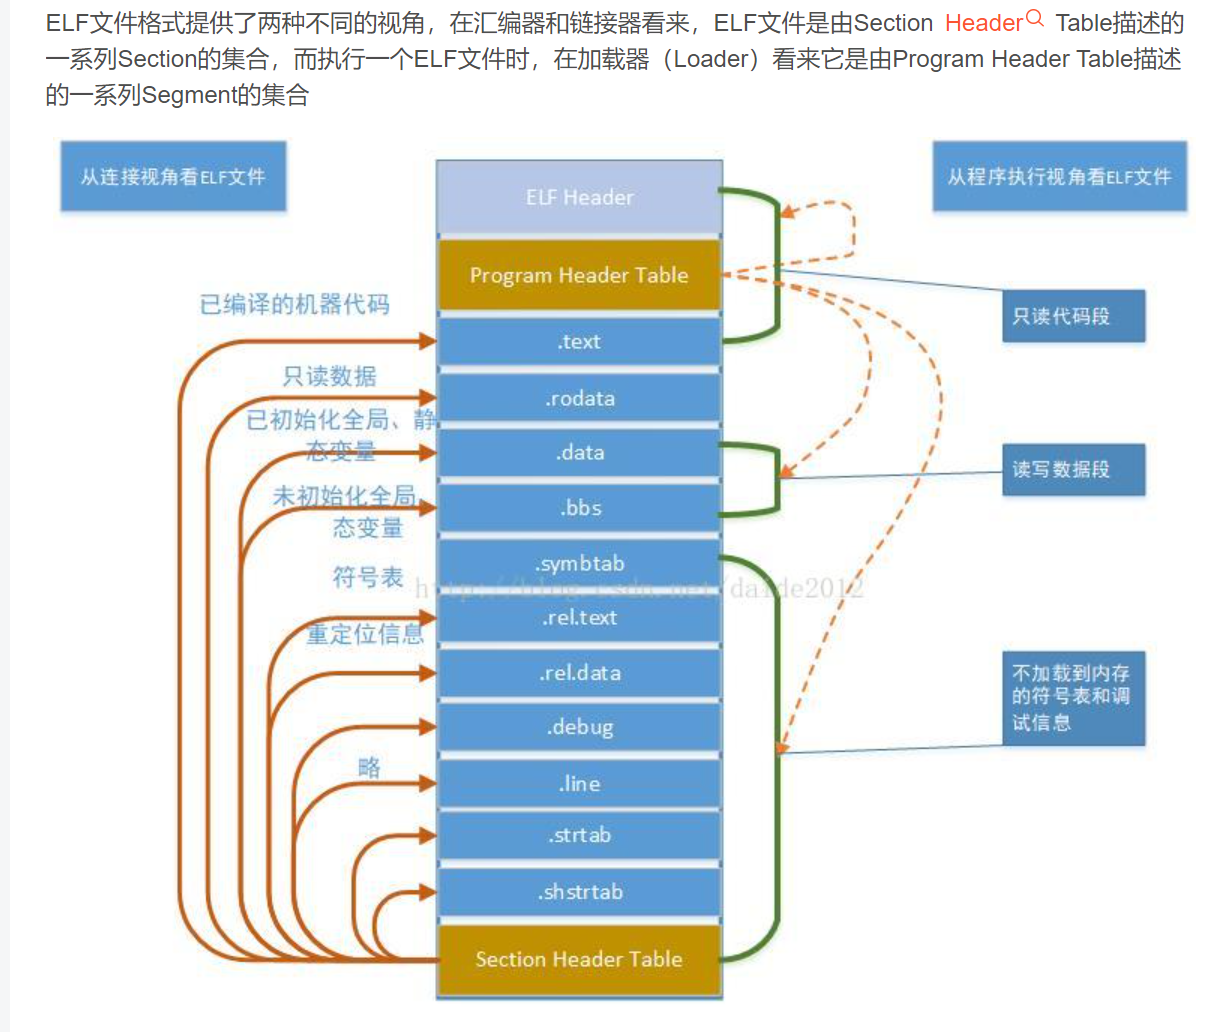 ELF文件格式提供了两种不同的视角，在汇编器和链接器看来，ELF文件是由Section Header Table描述的
一系列Section的集合，而执行一个ELF文件时，在加载器（Loader）看来它是由Program Header Table描述
的一系列Segment的集合
从连接视角看ELF文件
从程序执行视角看ELF文件
ELF Header
Program Header Table
已编译的机器代码
只读代码段
.text
只读数据
.rodata
已初始化全局、静
态变量
.data
读写数据段
未初始化全局
态变量
.bbs
.symbtab
符号表
http://blog.csdn.net/daide2012
.rel.text
重定位信息
.rel.data
不加载到内存
的符号表和调
试信息
.debug
略
.line
.strtab
.shstrtab
Section Header Table